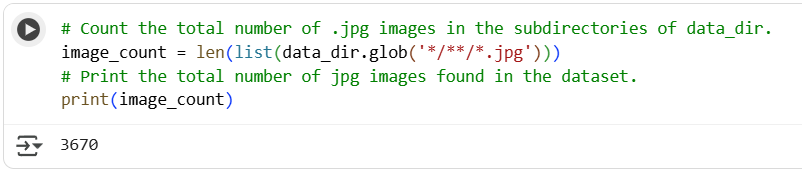 # Count the total number of .jpg images in the subdirectories of data_dir.
image_count = len(list(data_dir.glob('*/**/*.jpg')))
# Print the total number of jpg images found in the dataset.
print(image_count)
3670